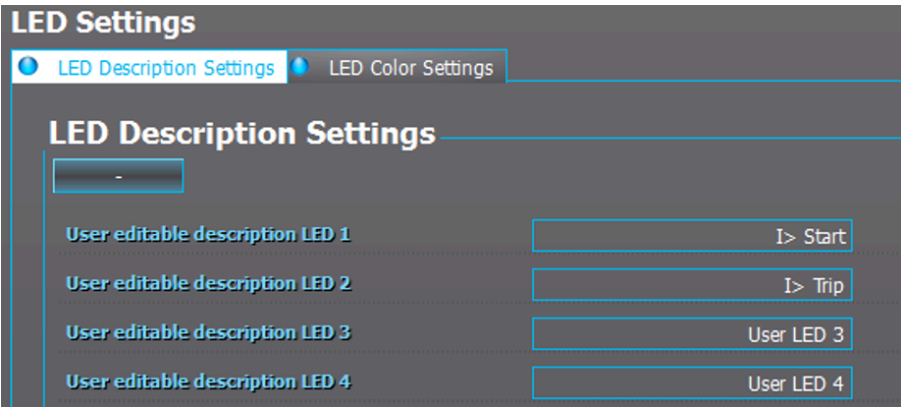 LED Settings
LED Description Settings LED Color Settings
LED Description Settings
-
User editable description LED 1 I> Start
User editable description LED 2 I> Trip
User editable description LED 3 User LED 3
User editable description LED 4 User LED 4